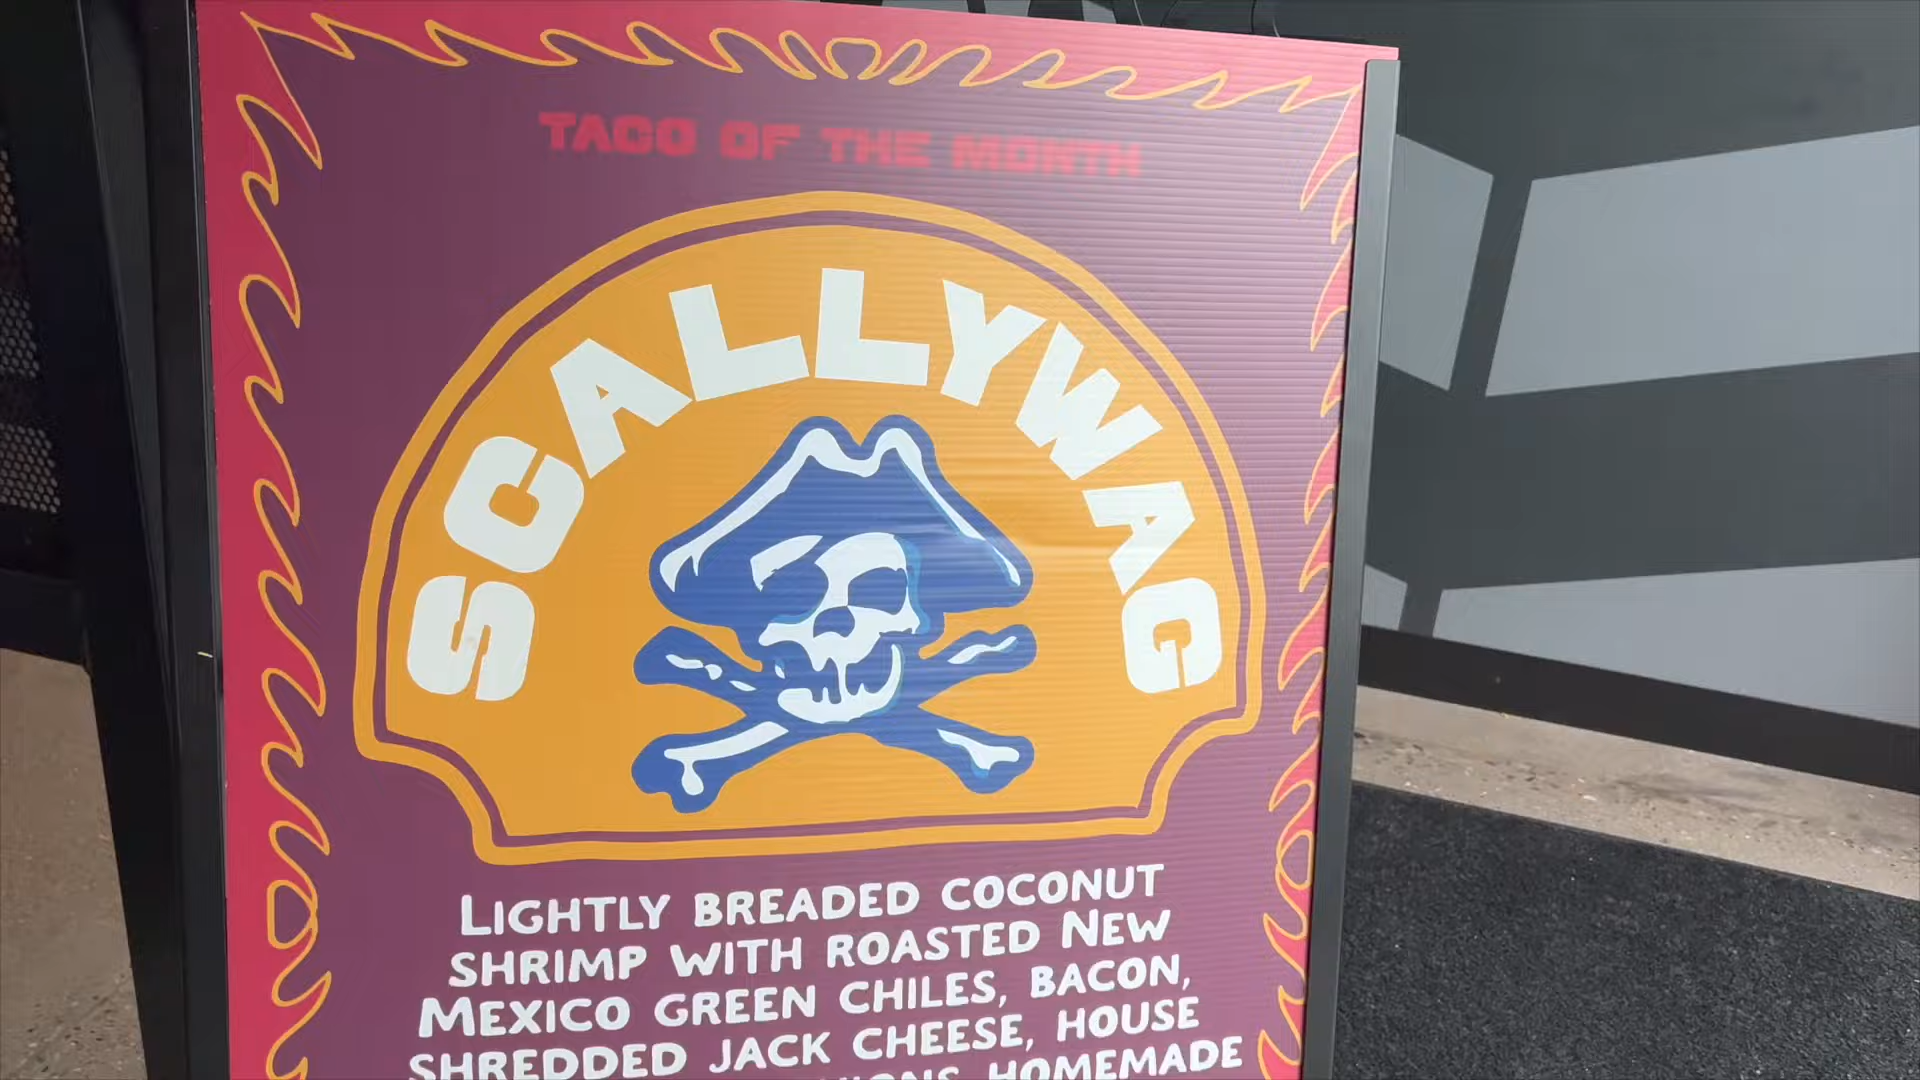 TACO OF THE MONTH
SCALLYWAG
LIGHTLY BREADED COCONUT
SHRIMP WITH ROASTED NEW
MEXICO GREEN CHILES, BACON,
SHREDDED JACK CHEESE, HOUSE
HOMEMADE